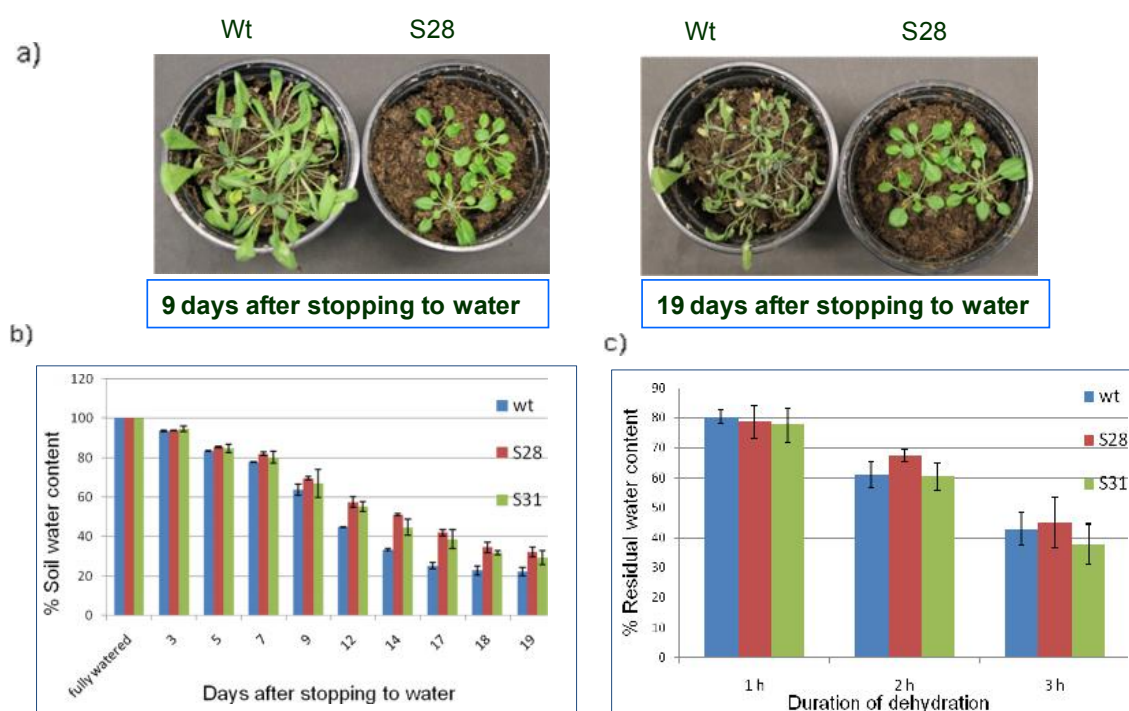 Wt S28 Wt S28
a)
9 days after stopping to water 19 days after stopping to water
b)
c)
120
100
80
60
40
20
0
% Soil water content
wt
S28
S31
fully watered 3 5 7 9 12 14 17 18 19
Days after stopping to water
90
80
70
60
50
40
30
20
10
0
% Residual water content
wt
S28
S31
1 h 2 h 3 h
Duration of dehydration